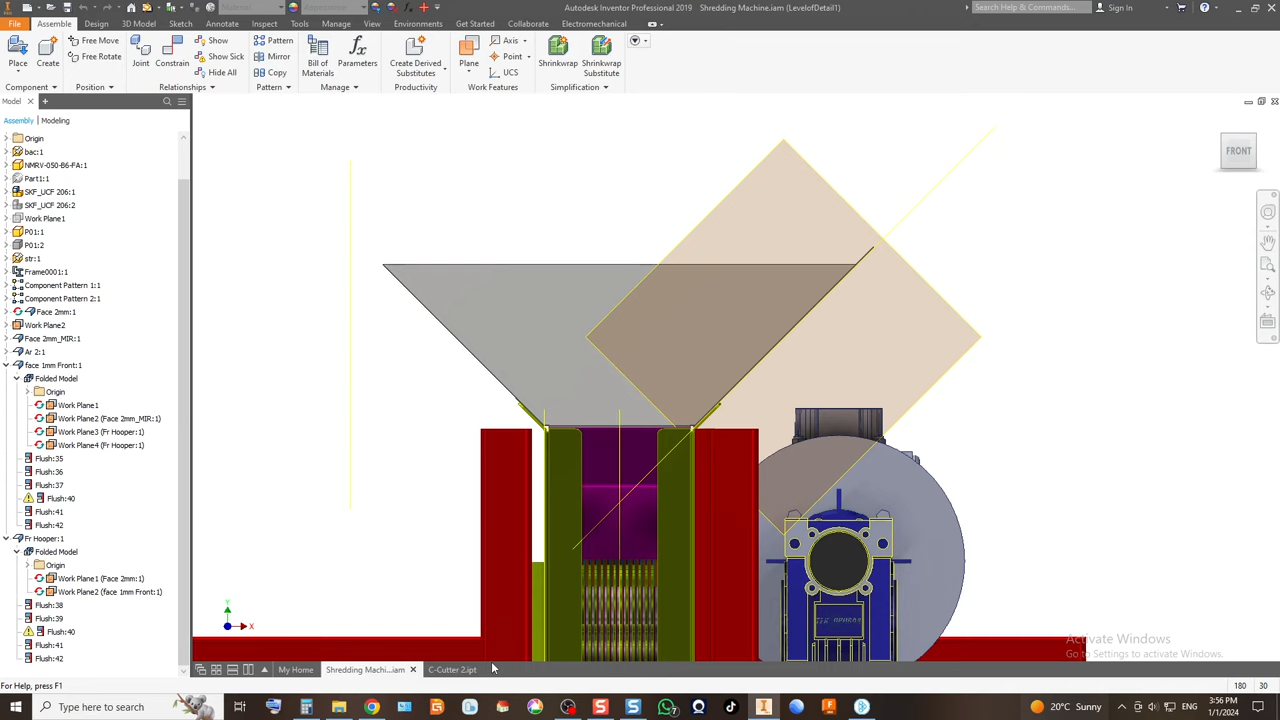 Autodesk Inventor Professional 2019 Shredding Machine.iam (LevelofDetail1)
Search Help & Commands...
Sign In
File Assemble Design 3D Model Sketch Annotate Inspect Tools Manage View Environments Get Started Collaborate Electromechanical
Place
Create
Free Move
Free Rotate
Joint
Constrain
Show
Show Sick
Hide All
Pattern
Mirror
Copy
Bill of Materials
Parameters
Create Derived Substitutes
Plane
Axis
Point
UCS
Shrinkwrap
Shrinkwrap Substitute
Component Position Relationships Pattern Manage Productivity Work Features Simplification
Model
Assembly Modeling
Origin
bac:1
NMRV-050-B6-FA:1
Part1:1
SKF_UCF 206:1
SKF_UCF 206:2
Work Plane1
P01:1
P01:2
str:1
Frame0001:1
Component Pattern 1:1
Component Pattern 2:1
Face 2mm:1
Work Plane2
Face 2mm_MIR:1
Ar 2:1
face 1mm Front:1
Folded Model
Origin
Work Plane1
Work Plane2 (Face 2mm_MIR:1)
Work Plane3 (Fr Hooper:1)
Work Plane4 (Fr Hooper:1)
Flush:35
Flush:36
Flush:37
Flush:40
Flush:41
Flush:42
Fr Hooper:1
Folded Model
Origin
Work Plane1 (Face 2mm:1)
Work Plane2 (face 1mm Front:1)
Flush:38
Flush:39
Flush:40
Flush:41
Flush:42
FRONT
Y
X
Activate Windows
Go to Settings to activate Windows.
My Home
Shredding Machi...iam
C-Cutter 2.ipt
For Help, press F1
180 30
Type here to search
20°C Sunny
3:56 PM
1/1/2024